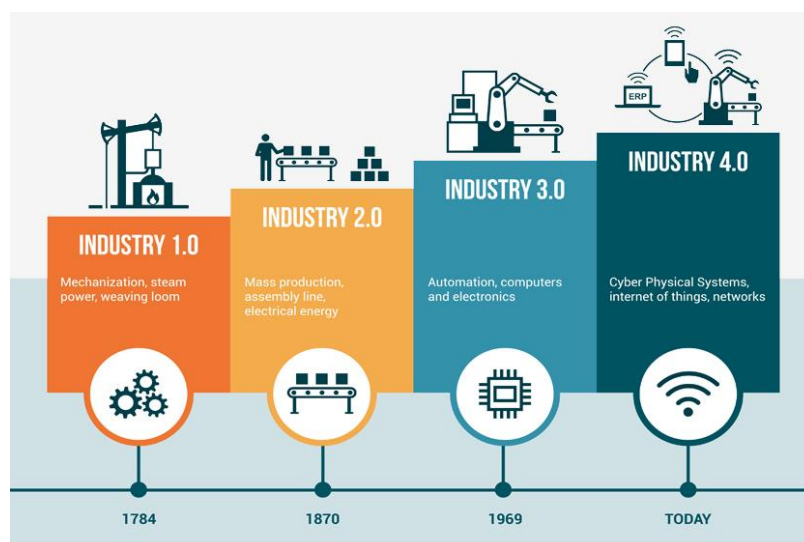 ERP
INDUSTRY 1.0
Mechanization, steam
power, weaving loom
INDUSTRY 2.0
Mass production,
assembly line,
electrical energy
INDUSTRY 3.0
Automation, computers
and electronics
INDUSTRY 4.0
Cyber Physical Systems,
internet of things, networks
1784
1870
1969
TODAY